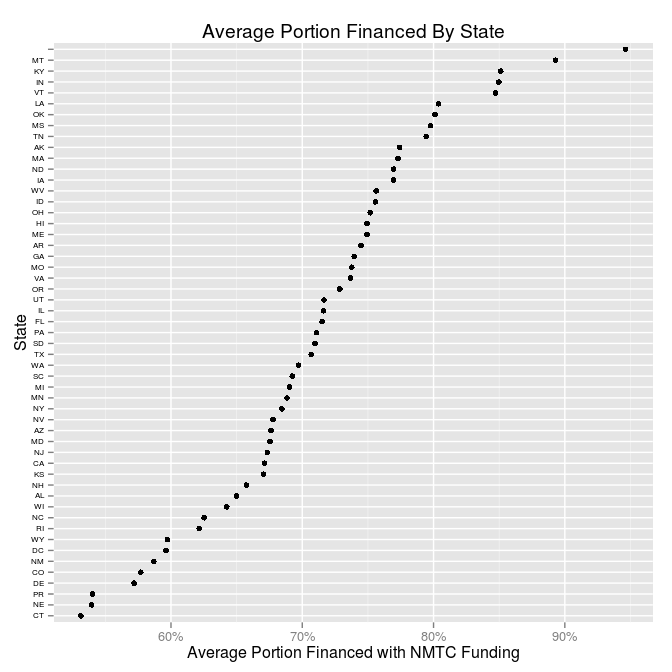 Average Portion Financed By State
MT
KY
IN
VT
LA
OK
MS
TN
AK
MA
ND
IA
WV
ID
OH
HI
ME
AR
GA
MO
VA
OR
UT
IL
FL
PA
SD
TX
WA
SC
MI
MN
NY
NV
AZ
MD
NJ
CA
KS
NH
AL
WI
NC
RI
WY
DC
NM
CO
DE
PR
NE
CT
State
60% 70% 80% 90%
Average Portion Financed with NMTC Funding